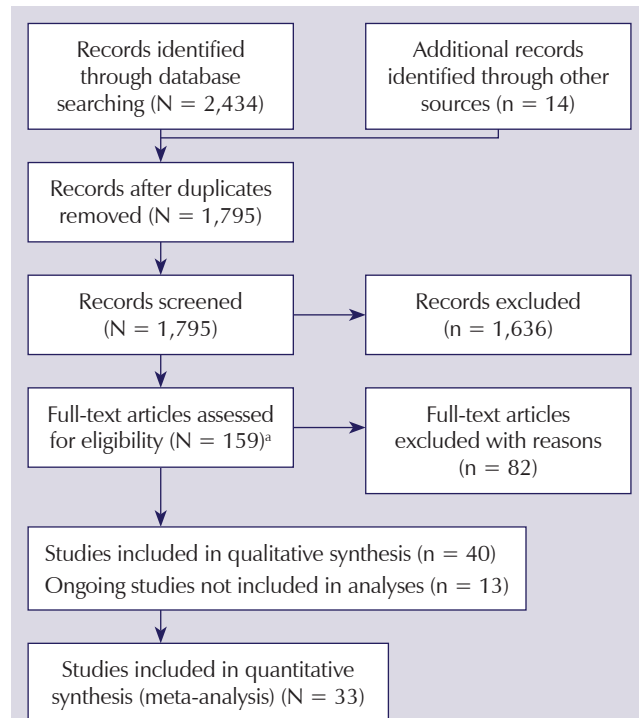 Records identified
through database
searching (N = 2,434)
Additional records
identified through other
sources (n = 14)
Records after duplicates
removed (N = 1,795)
Records screened
(N = 1,795)
Records excluded
(n = 1,636)
Full-text articles assessed
for eligibility (N = 159)ᵃ
Full-text articles
excluded with reasons
(n = 82)
Studies included in qualitative synthesis (n = 40)
Ongoing studies not included in analyses (n = 13)
Studies included in quantitative
synthesis (meta-analysis) (N = 33)